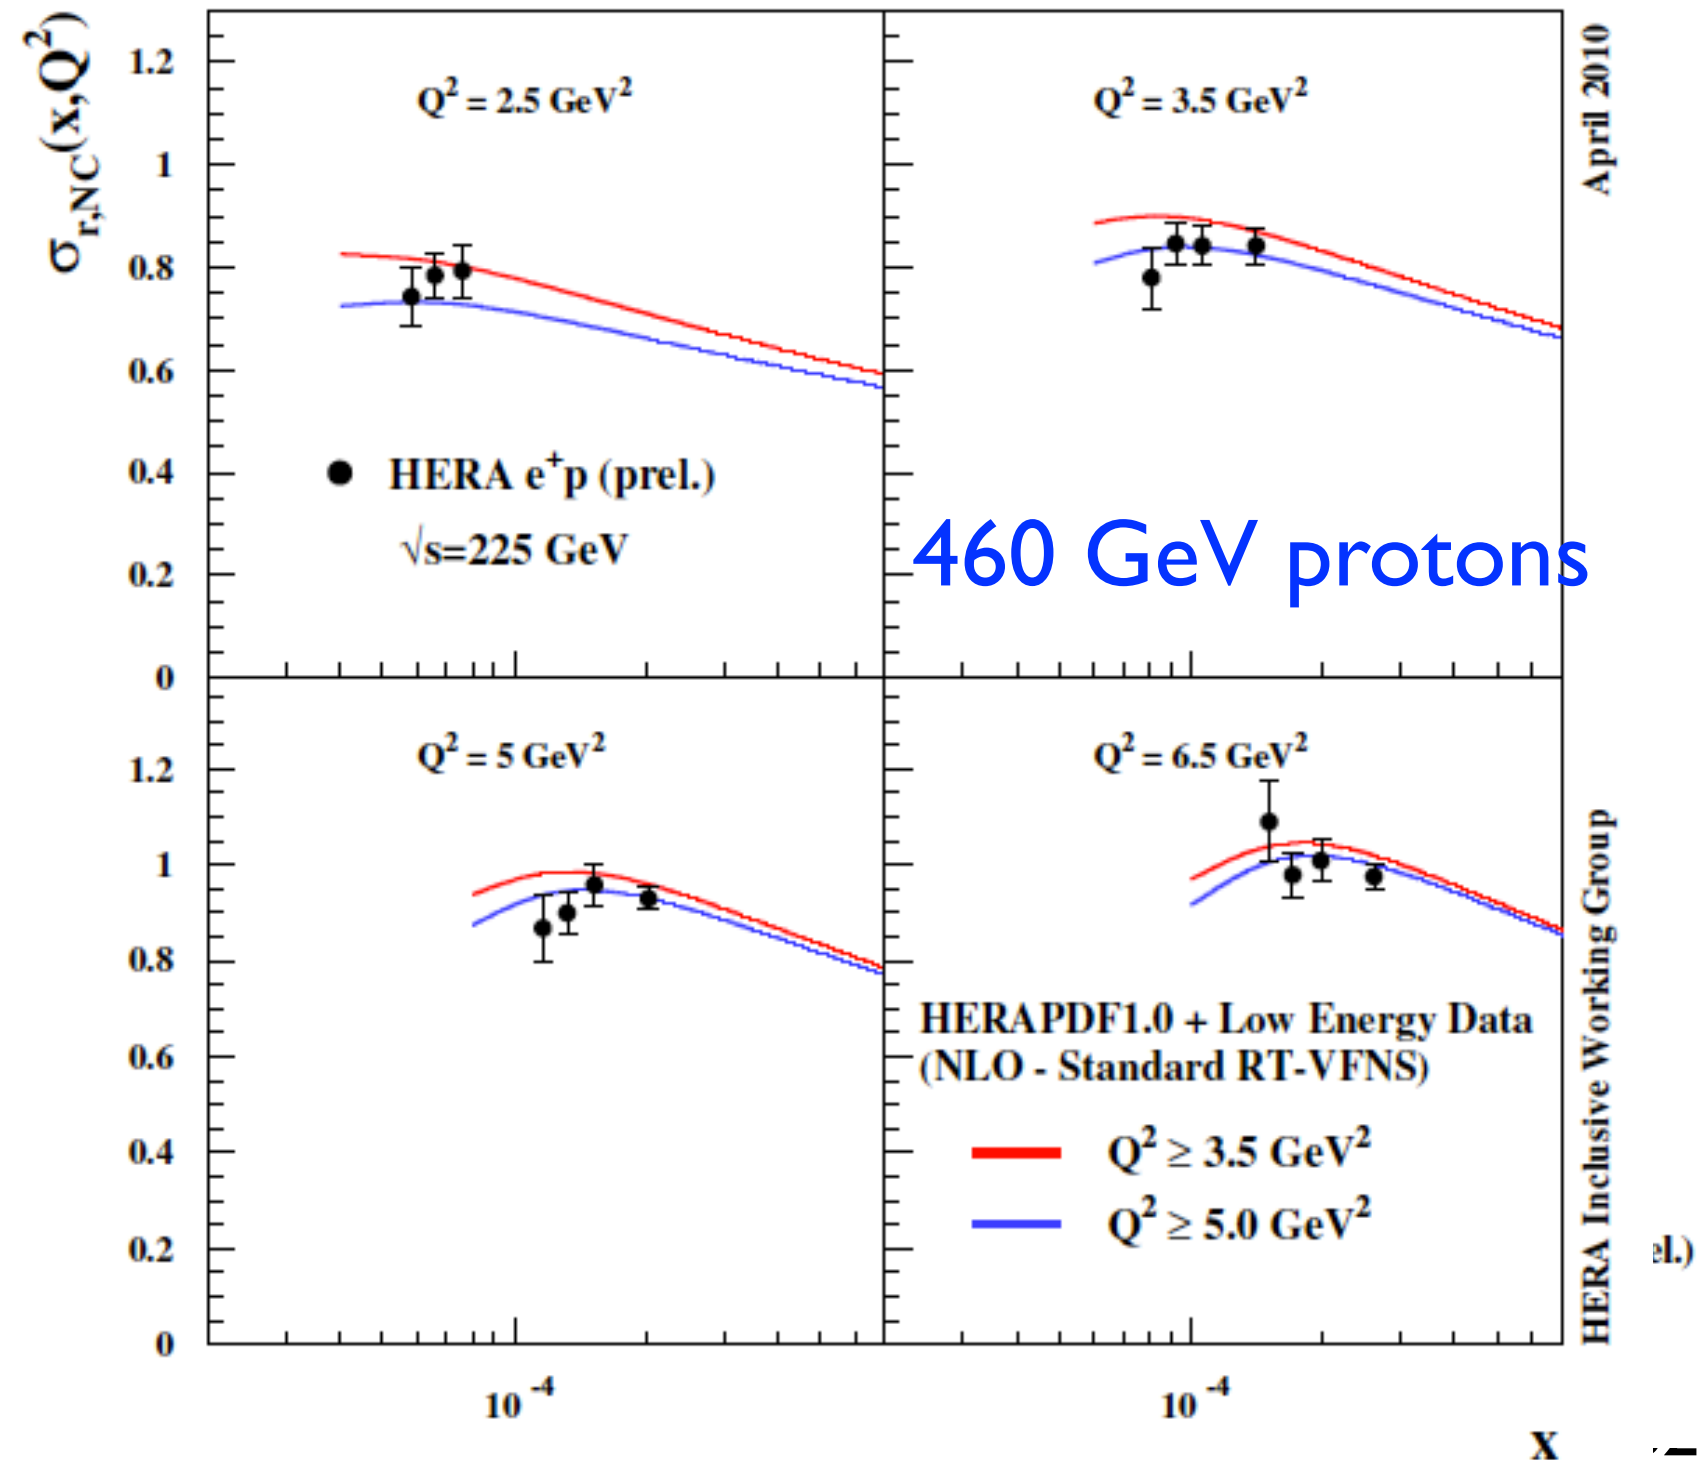 σr,NC(x,Q²)
April 2010
1.2
1
0.8
0.6
0.4
0.2
0
Q² = 2.5 GeV²
HERA e⁺p (prel.)
√s=225 GeV
Q² = 3.5 GeV²
460 GeV protons
1.2
1
0.8
0.6
0.4
0.2
0
Q² = 5 GeV²
Q² = 6.5 GeV²
HERAPDF1.0 + Low Energy Data
(NLO - Standard RT-VFNS)
Q² ≥ 3.5 GeV²
Q² ≥ 5.0 GeV²
HERA Inclusive Working Group
el.)
10⁻⁴
10⁻⁴
x